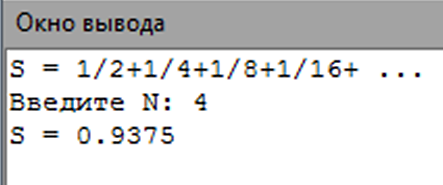 Окно вывода
S = 1/2+1/4+1/8+1/16+ ...
Введите N: 4
S = 0.9375